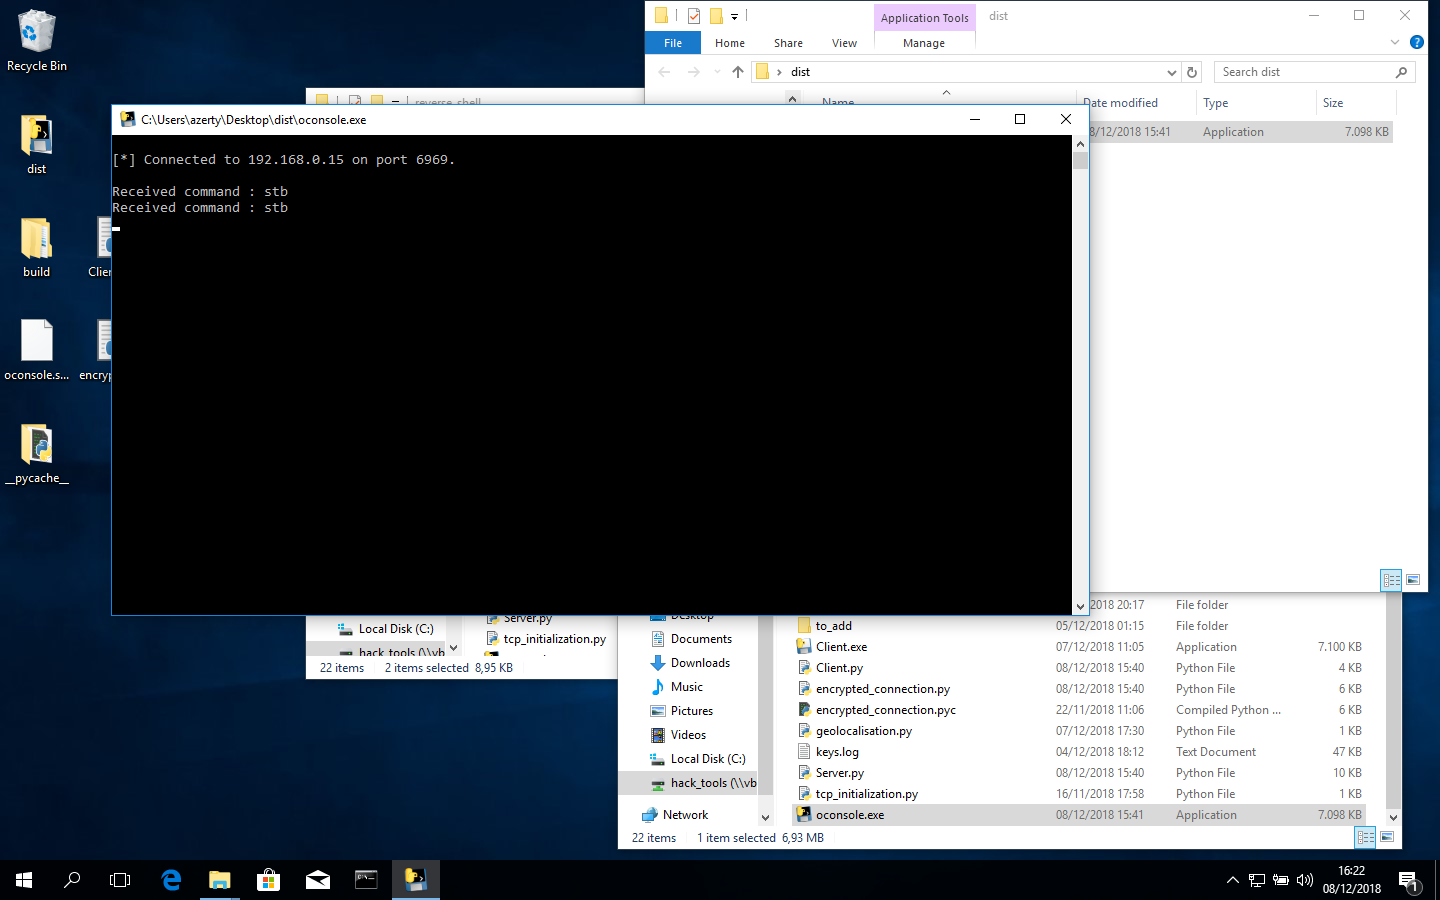 Recycle Bin
dist
build
Clien
oconsole.s...
encryp
__pycache__
Application Tools
dist
File
Home
Share
View
Manage
dist
Search dist
Name
Date modified
Type
Size
8/12/2018 15:41
Application
7.098 KB
reverse_shell
C:\Users\azerty\Desktop\dist\oconsole.exe
[*] Connected to 192.168.0.15 on port 6969.
Received command : stb
Received command : stb
Local Disk (C:)
hack_tools (\\vb
Server.py
tcp_initialization.py
22 items
2 items selected 8,95 KB
Desktop
Documents
Downloads
Music
Pictures
Videos
Local Disk (C:)
hack_tools (\\vb
Network
2018 20:17 File folder
to_add 05/12/2018 01:15 File folder
Client.exe 07/12/2018 11:05 Application 7.100 KB
Client.py 08/12/2018 15:40 Python File 4 KB
encrypted_connection.py 08/12/2018 15:40 Python File 6 KB
encrypted_connection.pyc 22/11/2018 11:06 Compiled Python ... 6 KB
geolocalisation.py 07/12/2018 17:30 Python File 1 KB
keys.log 04/12/2018 18:12 Text Document 47 KB
Server.py 08/12/2018 15:40 Python File 10 KB
tcp_initialization.py 16/11/2018 17:58 Python File 1 KB
oconsole.exe 08/12/2018 15:41 Application 7.098 KB
22 items
1 item selected 6,93 MB
16:22
08/12/2018
1